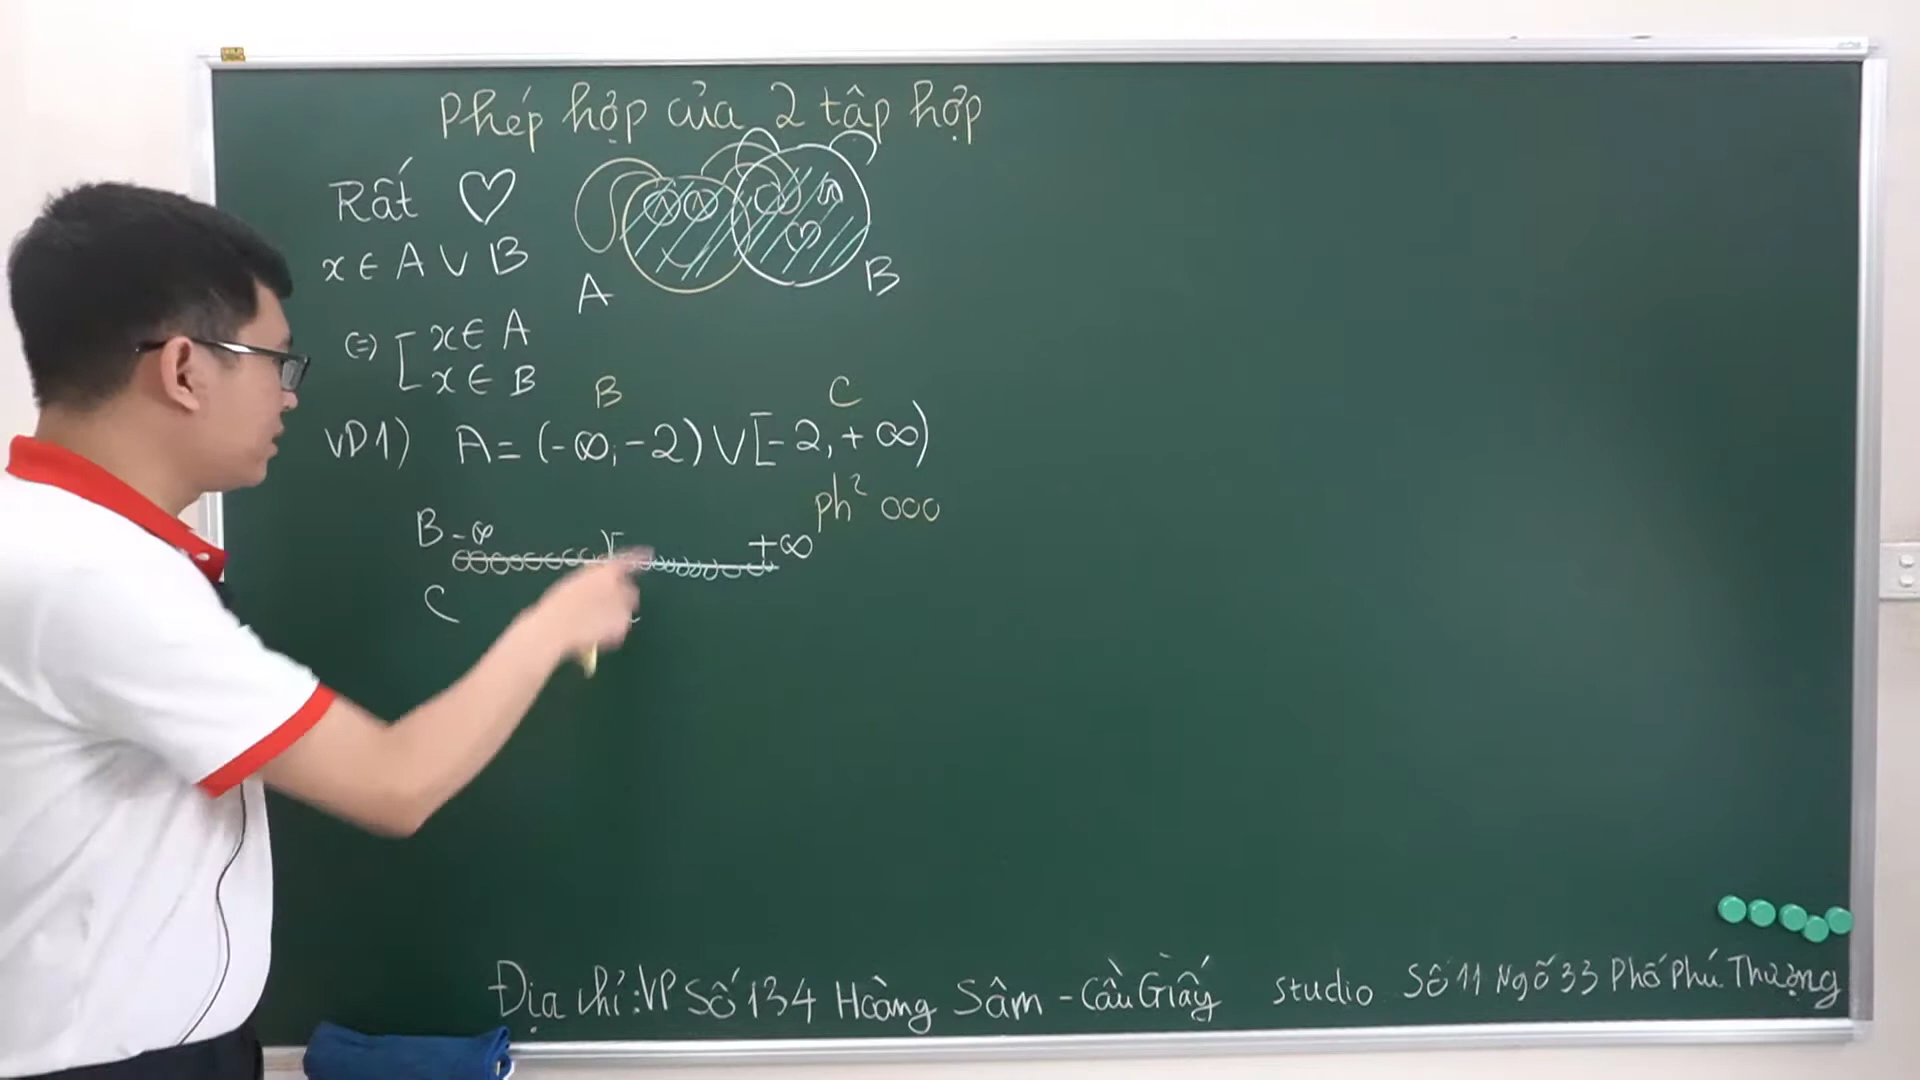 Phép hợp của 2 tập hợp
Rất ♡
x ∈ A ∪ B
A
B
⇔ [ x ∈ A
x ∈ B
B
C
VD1) A = (-∞; -2) ∪ [-2, +∞)
ph² ooo
B -∞ ) [ +∞
C
Địa chỉ: VP Số 134 Hoàng Sâm - Cầu Giấy
studio Số 11 Ngõ 33 Phố Phú Thượng